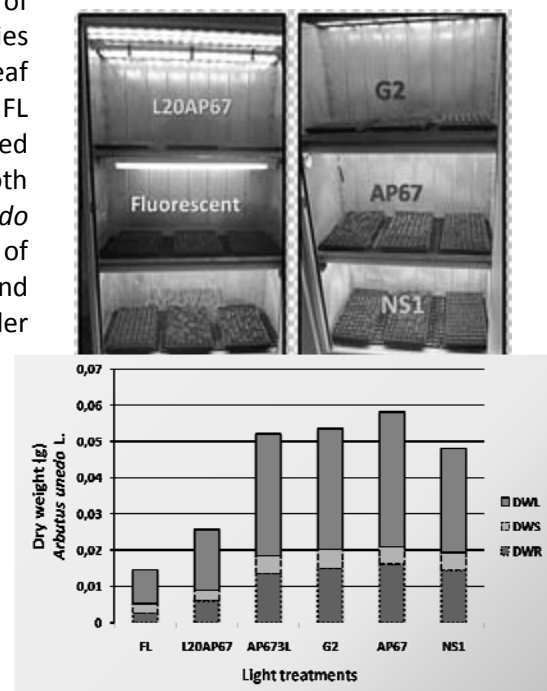 of
ies
eaf
FL
ed
oth
do
of
nd
der
L20AP67
Fluorescent
G2
AP67
NS1
0,07
0,06
0,05
0,04
0,03
0,02
0,01
0
Dry weight (g)
Arbutus unedo L.
FL L20AP67 AP673L G2 AP67 NS1
Light treatments
DWL
DWS
DWR